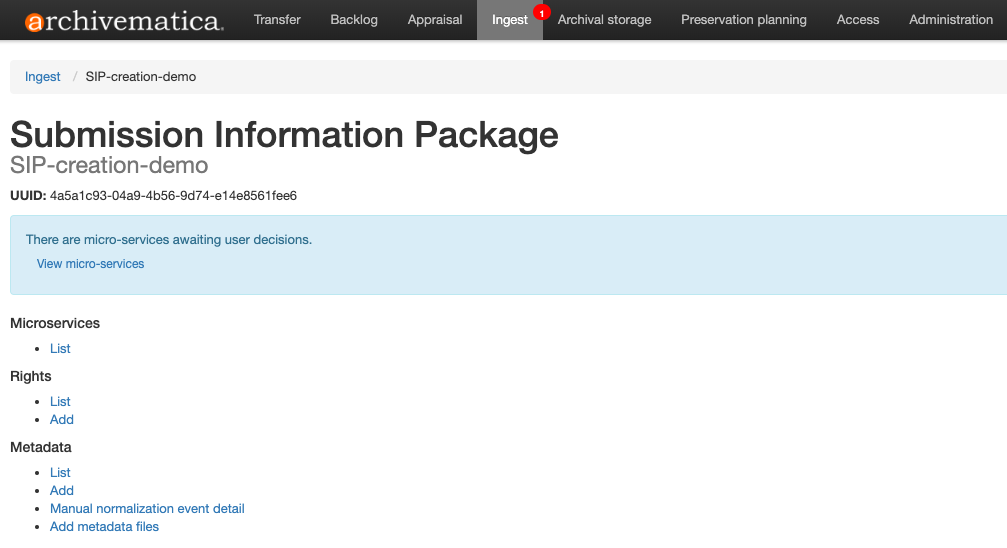 archivematica Transfer Backlog Appraisal Ingest 1 Archival storage Preservation planning Access Administration
Ingest / SIP-creation-demo
Submission Information Package
SIP-creation-demo
UUID: 4a5a1c93-04a9-4b56-9d74-e14e8561fee6
There are micro-services awaiting user decisions.
View micro-services
Microservices
• List
Rights
• List
• Add
Metadata
• List
• Add
• Manual normalization event detail
• Add metadata files